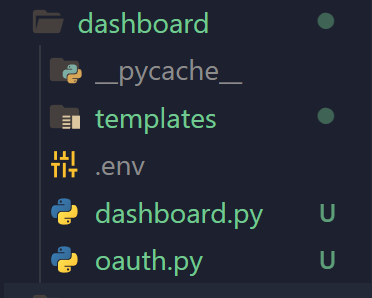 dashboard
__pycache__
templates
.env
dashboard.py U
oauth.py U